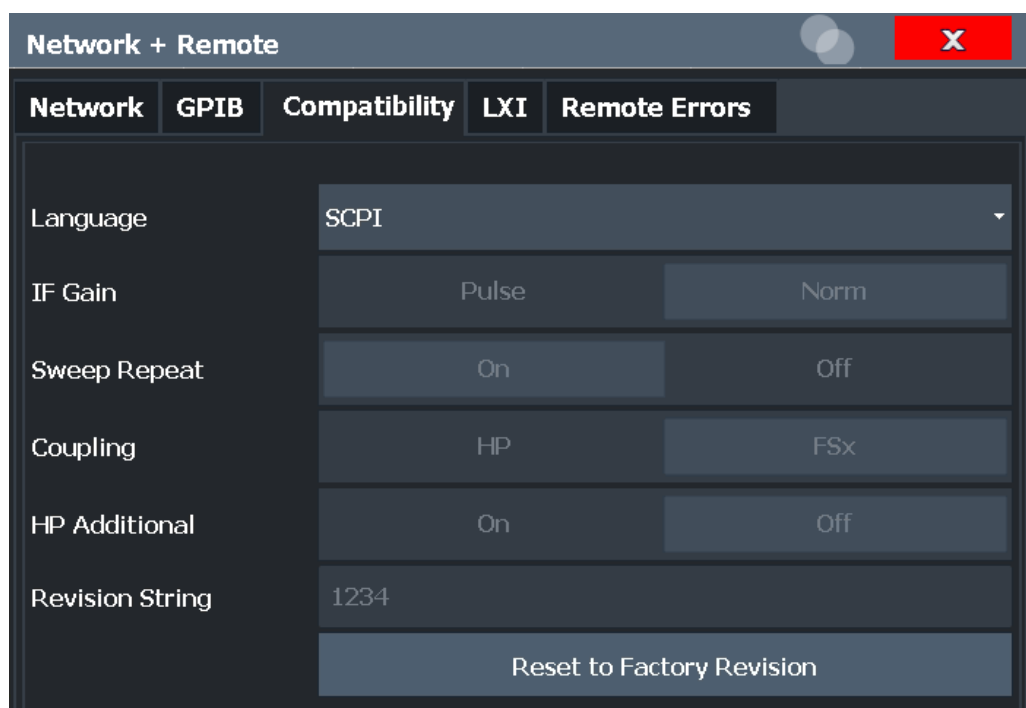 Network + Remote
X
Network GPIB Compatibility LXI Remote Errors
Language SCPI
IF Gain Pulse Norm
Sweep Repeat On Off
Coupling HP FSx
HP Additional On Off
Revision String 1234
Reset to Factory Revision